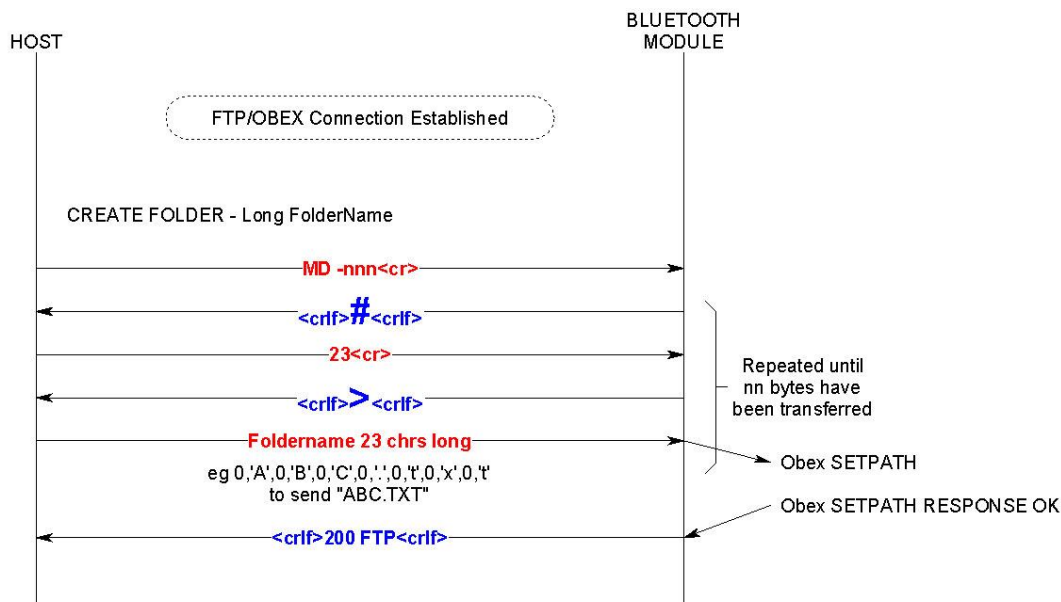 HOST
BLUETOOTH
MODULE
FTP/OBEX Connection Established
CREATE FOLDER - Long FolderName
MD -nnn<cr>
<crlf>#<crlf>
23<cr>
<crlf>><crlf>
Repeated until
nn bytes have
been transferred
Foldername 23 chrs long
eg 0,'A',0,'B',0,'C',0,'.',0,'t',0,'x',0,'t'
to send "ABC.TXT"
Obex SETPATH
Obex SETPATH RESPONSE OK
<crlf>200 FTP<crlf>